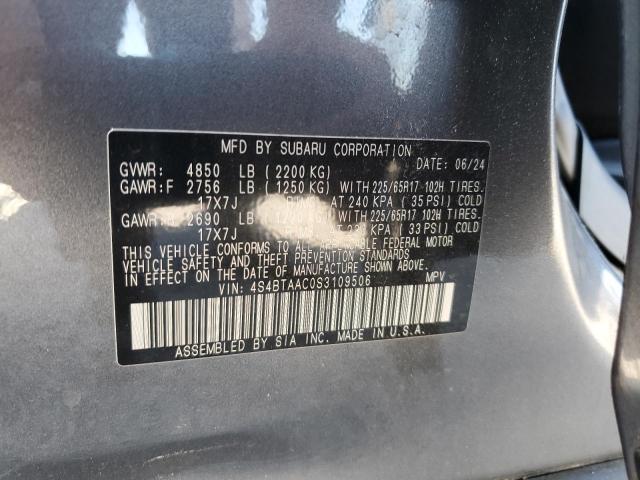 MFD BY SUBARU CORPORATION DATE: 06/24
GVWR: 4850 LB (2200 KG)
GAWR:F 2756 LB (1250 KG) WITH 225/65R17 102H TIRES.
17X7J RIMS AT 240 KPA (35 PSI) COLD
GAWR: 2690 LB WITH 225/65R17 102H TIRES.
17X7J AT (33 PSI) COLD
THIS VEHICLE CONFORMS TO ALL FEDERAL MOTOR
VEHICLE SAFETY AND THEFT PREVENTION STANDARDS
IN EFFECT ON THE DATE OF MANUFACTURE SHOWN ABOVE.
VIN: 4S4BTAAC0S3109506 MPV
ASSEMBLED BY SIA INC. MADE IN U.S.A.